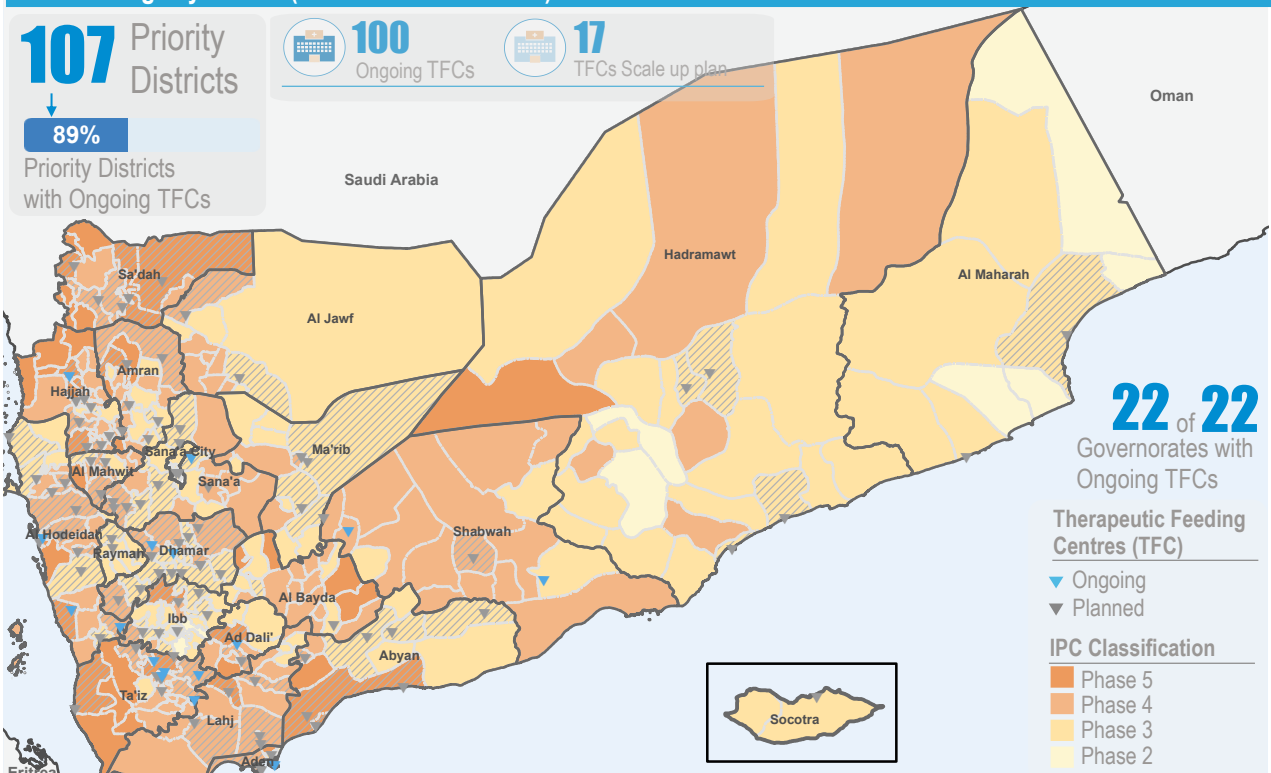 107 Priority
Districts
89%
Priority Districts
with Ongoing TFCs
100
Ongoing TFCs
17
TFCs Scale up plan
Oman
Saudi Arabia
Hadramawt
Al Maharah
Sa'dah
Al Jawf
Amran
Hajjah
Ma'rib
Sana'a City
Al Mahwit
Sana'a
Shabwah
Al Hodeidah
Raymah
Dhamar
Al Bayda
Ibb
Ad Dali'
Abyan
Ta'iz
Lahj
Aden
Eritrea
Socotra
22 of 22
Governorates with
Ongoing TFCs
Therapeutic Feeding
Centres (TFC)
Ongoing
Planned
IPC Classification
Phase 5
Phase 4
Phase 3
Phase 2